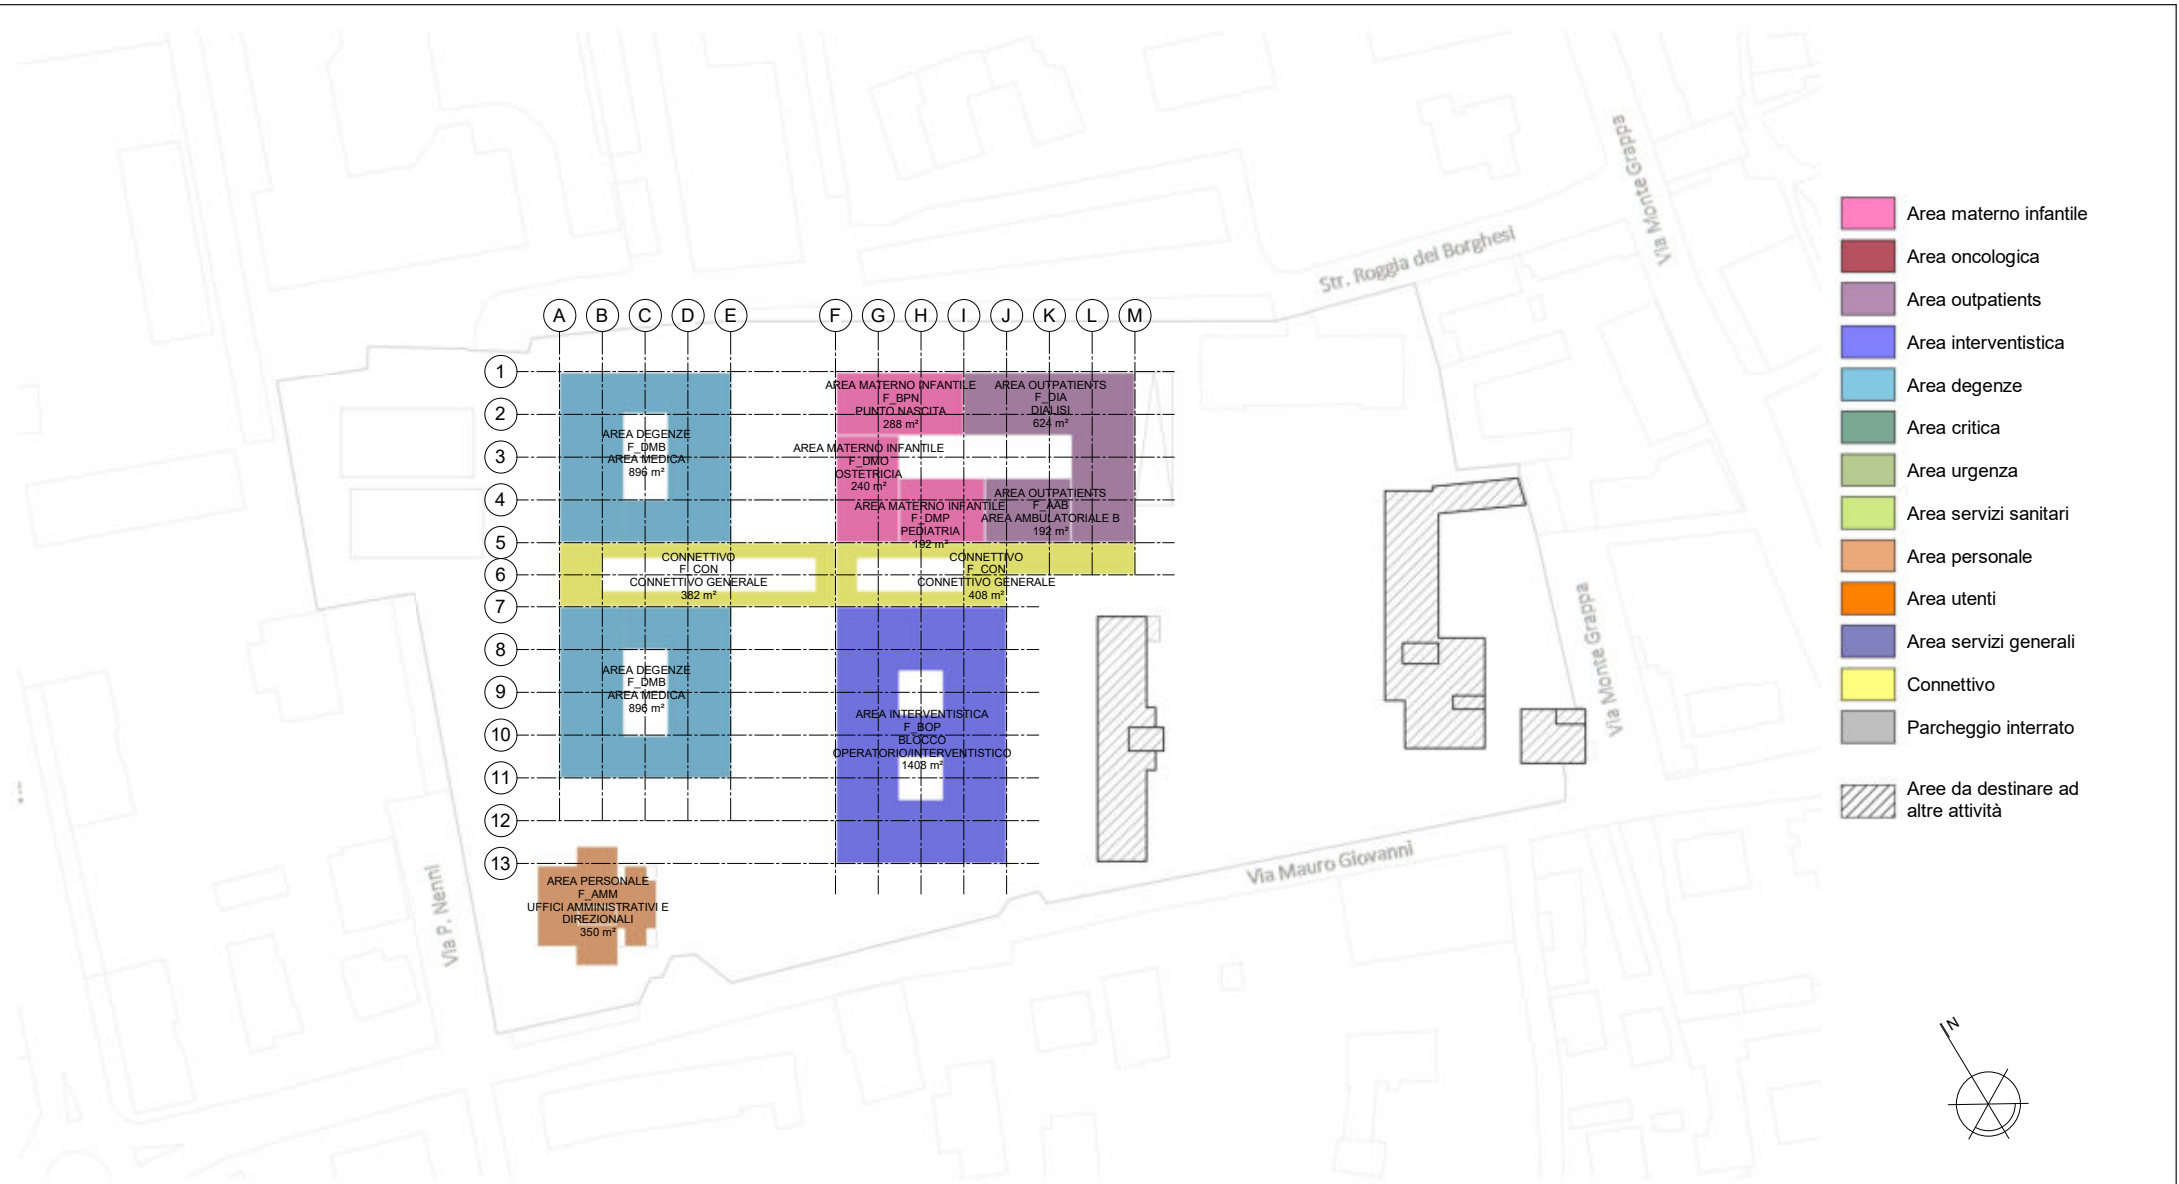 Via Monte Grappa
Str. Roggia dei Borghesi
A B C D E F G H I J K L M
1
2
3
4
5
6
7
8
9
10
11
12
13
AREA DEGENZE
F_DMB
AREA MEDICA
896 m²
AREA MATERNO INFANTILE
F_BPN
PUNTO NASCITA
288 m²
AREA OUTPATIENTS
F_DIA
DIALISI
624 m²
AREA MATERNO INFANTILE
F_DMO
OSTETRICIA
240 m²
AREA MATERNO INFANTILE
F_DMP
PEDIATRIA
192 m²
AREA OUTPATIENTS
F_AAB
AREA AMBULATORIALE B
192 m²
CONNETTIVO
F_CON
CONNETTIVO GENERALE
382 m²
CONNETTIVO
F_CON
CONNETTIVO GENERALE
408 m²
AREA DEGENZE
F_DMB
AREA MEDICA
896 m²
AREA INTERVENTISTICA
F_BOP
BLOCCO
OPERATORIO/INTERVENTISTICO
1408 m²
AREA PERSONALE
F_AMM
UFFICI AMMINISTRATIVI E
DIREZIONALI
350 m²
Via P. Nenni
Via Mauro Giovanni
Via Monte Grappa
Area materno infantile
Area oncologica
Area outpatients
Area interventistica
Area degenze
Area critica
Area urgenza
Area servizi sanitari
Area personale
Area utenti
Area servizi generali
Connettivo
Parcheggio interrato
Aree da destinare ad
altre attività
N